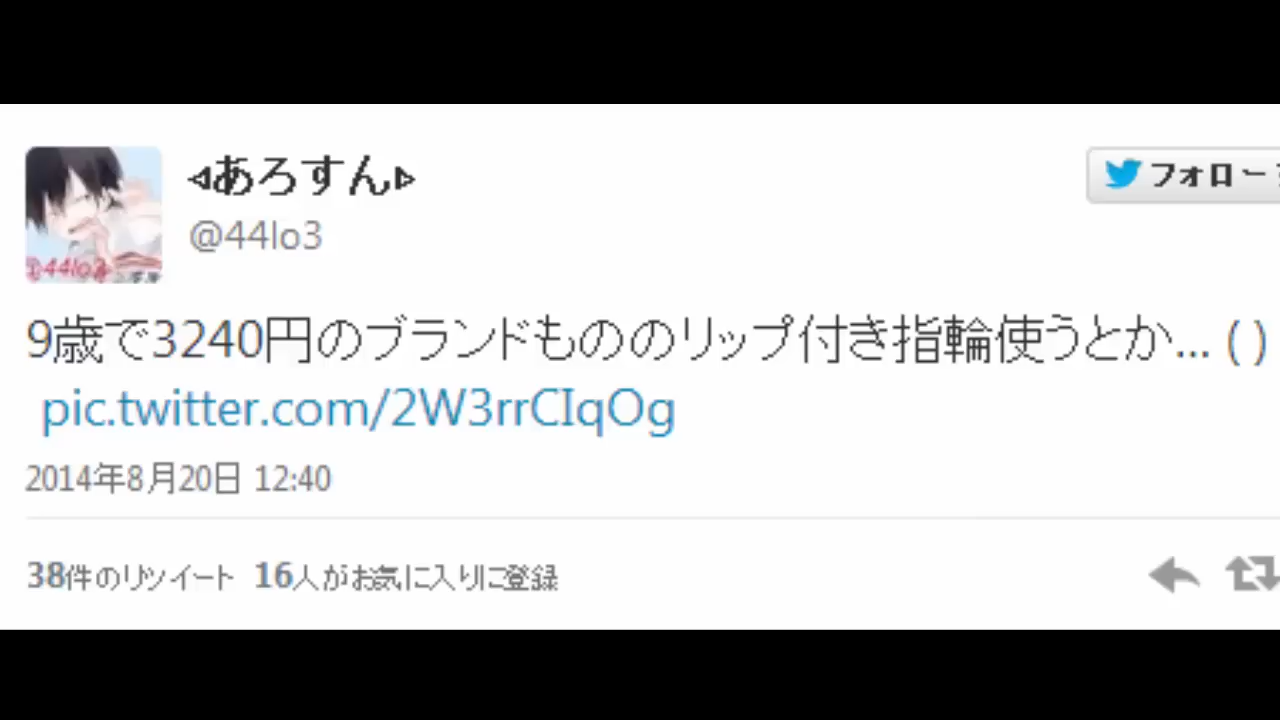 ⊲あろすん⊳
フォロー
@44lo3
@44lo3
9歳で3240円のブランドもののリップ付き指輪使うとか... ( )
pic.twitter.com/2W3rrCIqOg
2014年8月20日 12:40
38件のリツイート 16人がお気に入りに登録